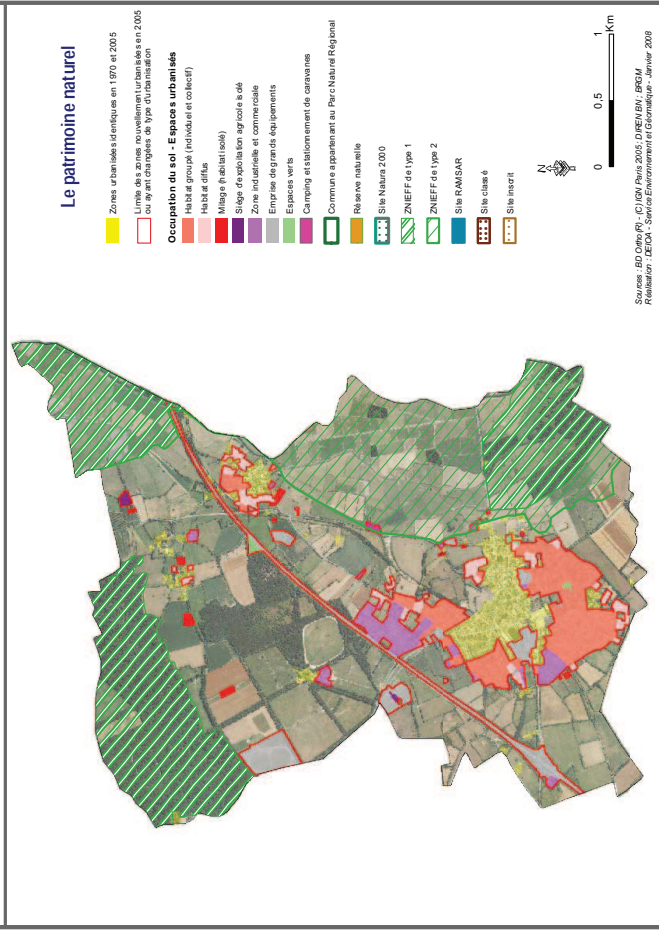 Le patrimoine naturel
Zones urbanisées identiques en 1970 et 2005
Limite des zones nouvellement urbanisées en 2005
ou ayant changées de type d'urbanisation
Occupation du sol - Espaces urbanisés
Habitat groupé (individuel et collectif)
Habitat diffus
Mitage (habitat isolé)
Siège d'exploitation agricole isolé
Zone industrielle et commerciale
Emprise de grands équipements
Espaces verts
Camping et stationnement de caravanes
Commune appartenant au Parc Naturel Régional
Réserve naturelle
Site Natura 2000
ZNIEFF de type 1
ZNIEFF de type 2
Site RAMSAR
Site classé
Site inscrit
N
0 0,5 1
Km
Sources : BD Ortho(R) - (C) IGN Paris 2005 ; DIREN BN ; BRGM
Réalisation : DEIOA - Service Environnement et Géomatique - Janvier 2008